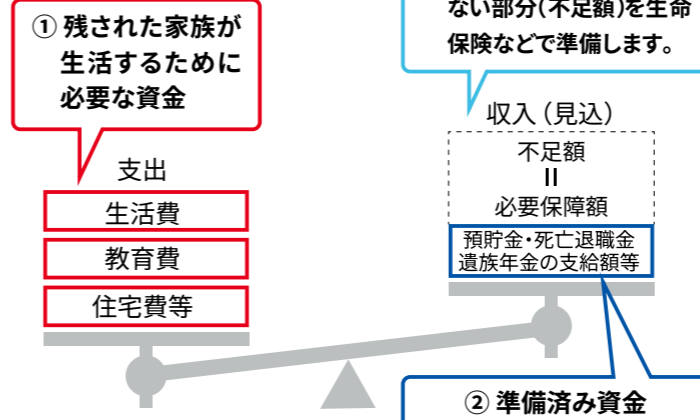 ① 残された家族が
生活するために
必要な資金
ない部分（不足額）を生命
保険などで準備します。
支出
生活費
教育費
住宅費等
収入（見込）
不足額
=
必要保障額
預貯金・死亡退職金
遺族年金の支給額等
② 準備済み資金